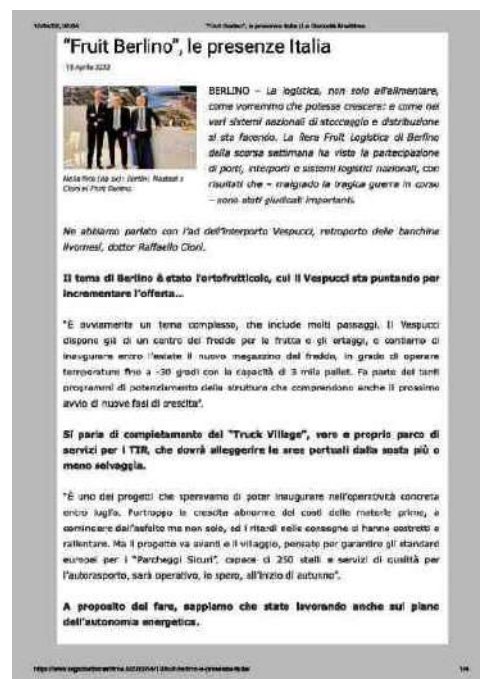 "Fruit Berlino", le presenze Italia
BERLINO – La logistica, non solo all'alimentare,
come vorremmo che potesse crescere: e come nei
vari sistemi nazionali di stoccaggio e distribuzione
si sta facendo. La fiera Fruit Logistica di Berlino
della scorsa settimana ha visto la partecipazione
di porti, interporti e sistemi logistici nazionali, con
risultati che – malgrado la tragica guerra in corso
– sono stati giudicati importanti.
Nella foto (da sx):
Cioni al Fruit Berlino.
Ne abbiamo parlato con l'ad dell'Interporto Vespucci, retroporto delle banchine
livornesi, dottor Raffaello Cioni.
Il tema di Berlino è stato l'ortofrutticolo, cui il Vespucci sta puntando per
incrementare l'offerta...
"È ovviamente un tema complesso, che include molti passaggi. Il Vespucci
dispone già di un centro del freddo per la frutta e gli ortaggi, e contiamo di
inaugurare entro l'estate il nuovo magazzino del freddo, in grado di operare
temperature fino a -30 gradi con la capacità di 3 mila pallet. Fa parte dei tanti
programmi di potenziamento della struttura che comprendono anche il prossimo
avvio di nuove fasi di crescita".
Si parla di completamento del "Truck Village", vero e proprio parco di
servizi per i TIR, che dovrà alleggerire le aree portuali dalla sosta più o
meno selvaggia.
"È uno dei progetti che speravamo di poter inaugurare nell'operatività concreta
entro luglio. Purtroppo la crescita abnorme dei costi delle materie prime, a
cominciare dall'asfalto ma non solo, ed i ritardi nelle consegne ci hanno costretti a
rallentare. Ma il progetto va avanti e il villaggio, pensato per garantire gli standard
europei per i "Parcheggi Sicuri", capace di 250 stalli e servizi di qualità per
l'autotrasporto, sarà operativo, lo spero, all'inizio di autunno".
A proposito del fare, sappiamo che state lavorando anche sul piano
dell'autonomia energetica.